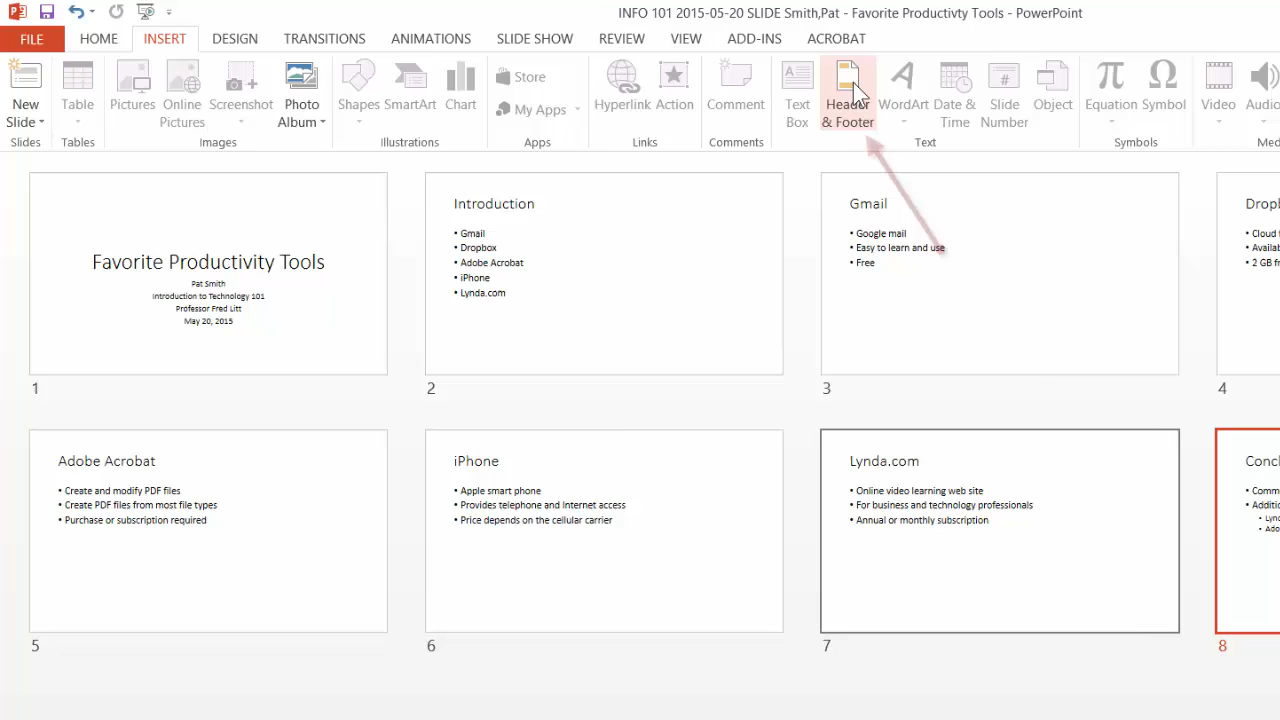 INFO 101 2015-05-20 SLIDE Smith,Pat - Favorite Productivty Tools - PowerPoint
FILE HOME INSERT DESIGN TRANSITIONS ANIMATIONS SLIDE SHOW REVIEW VIEW ADD-INS ACROBAT
New Slide
Table
Pictures
Online Pictures
Screenshot
Photo Album
Shapes
SmartArt
Chart
Store
My Apps
Hyperlink
Action
Comment
Text Box
& Footer
WordArt
Date & Time
Slide Number
Object
Equation
Symbol
Video
Slides
Tables
Images
Illustrations
Apps
Links
Comments
Text
Symbols
Favorite Productivity Tools
Pat Smith
Introduction to Technology 101
Professor Fred Litt
May 20, 2015
1
Introduction
• Gmail
• Dropbox
• Adobe Acrobat
• iPhone
• Lynda.com
2
Gmail
• Google mail
• Easy to learn and use
• Free
3
• Cloud
• 2 GB
4
Adobe Acrobat
• Create and modify PDF files
• Create PDF files from most file types
• Purchase or subscription required
5
iPhone
• Apple smart phone
• Provides telephone and Internet access
• Price depends on the cellular carrier
6
Lynda.com
• Online video learning web site
• For business and technology professionals
• Annual or monthly subscription
7
8